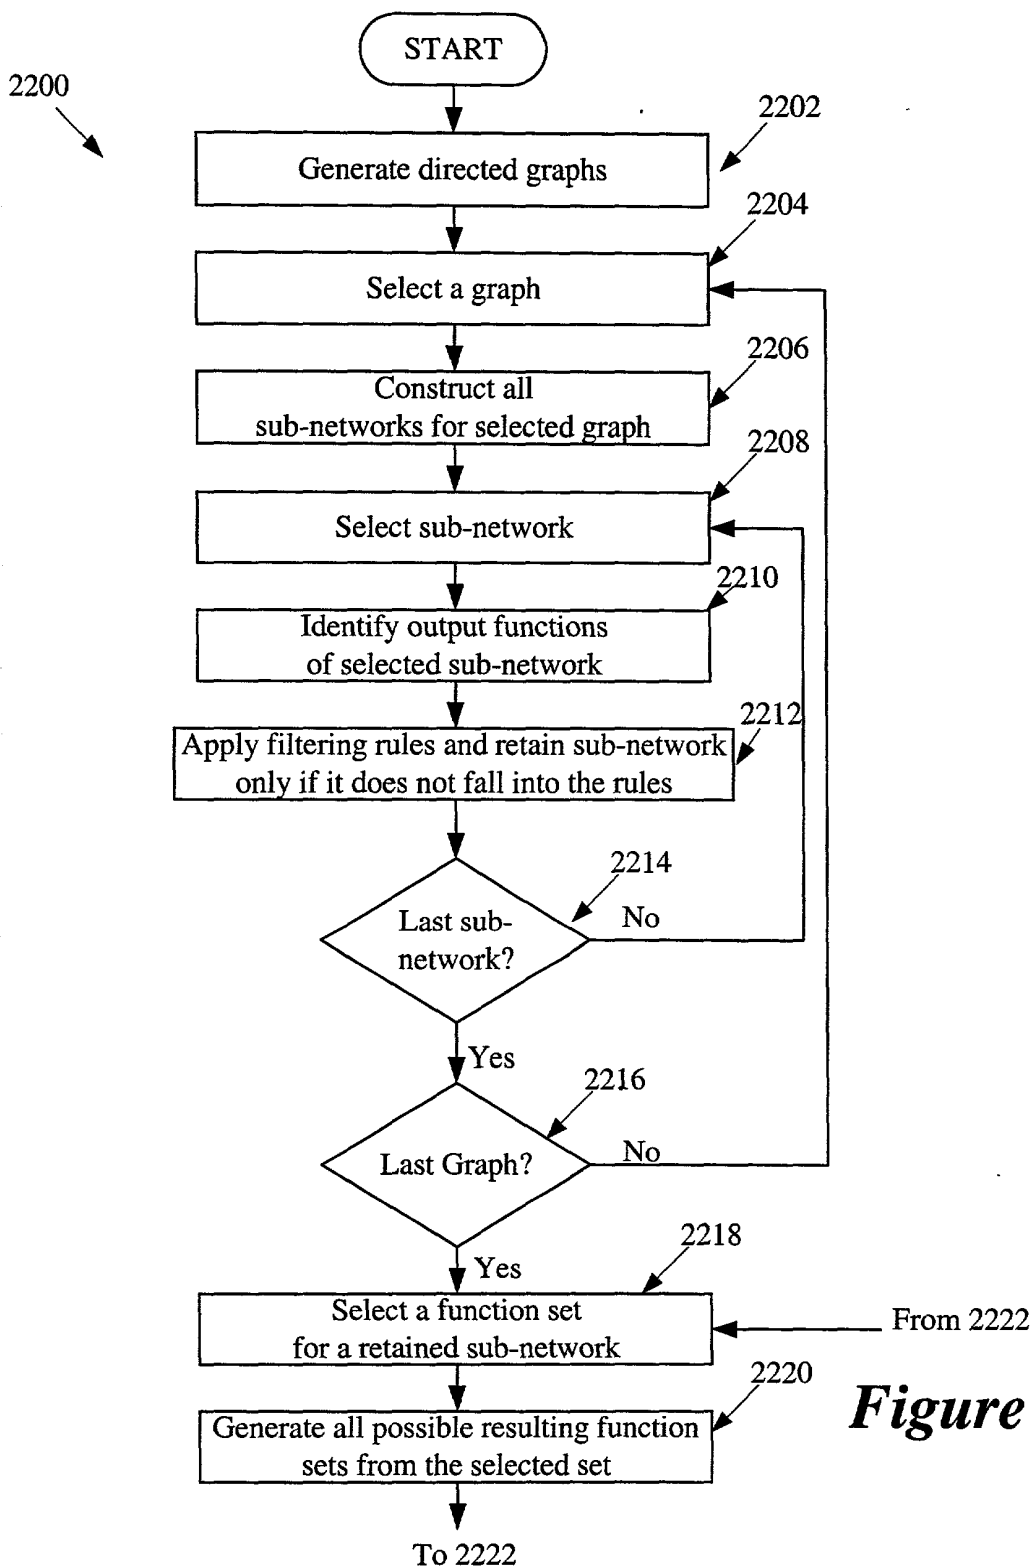 START
2200
2202
Generate directed graphs
2204
Select a graph
2206
Construct all
sub-networks for selected graph
2208
Select sub-network
2210
Identify output functions
of selected sub-network
2212
Apply filtering rules and retain sub-network
only if it does not fall into the rules
2214
Last sub-
network?
No
Yes
2216
Last Graph?
No
Yes
2218
Select a function set
for a retained sub-network
From 2222
2220
Generate all possible resulting function
sets from the selected set
Figure
To 2222